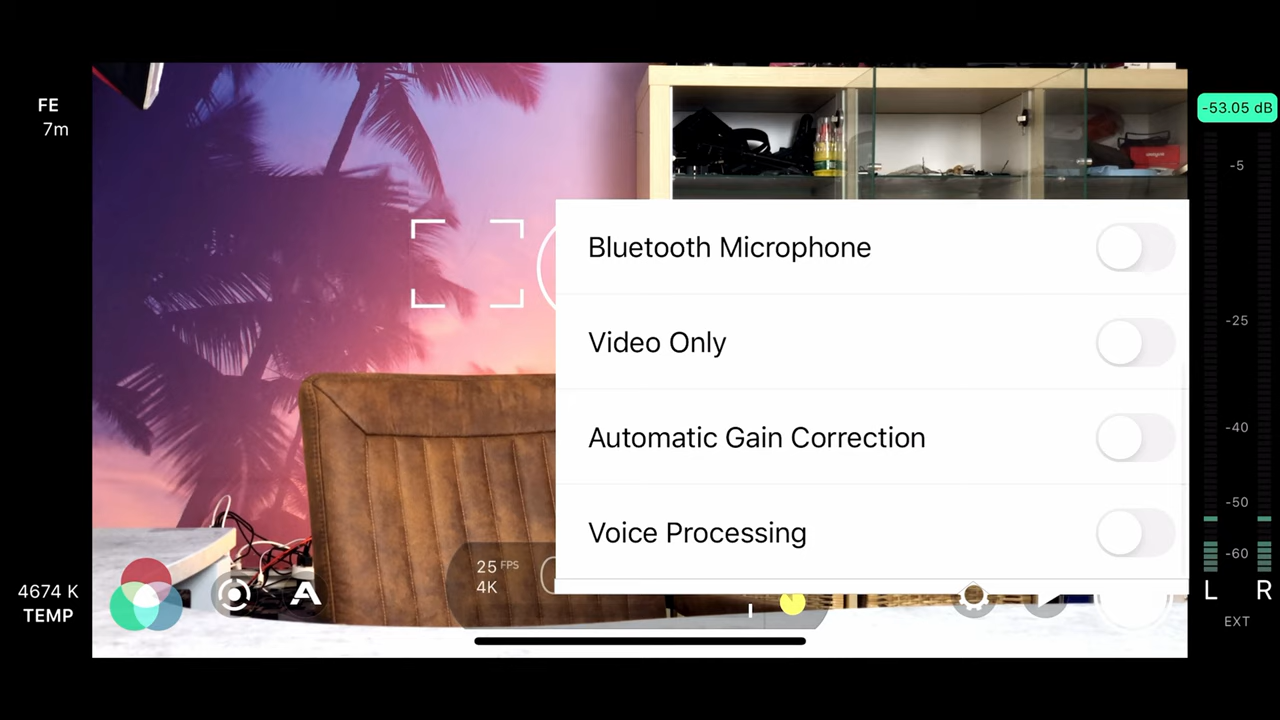 FE
7m
-53.05 dB
-5
-25
-40
-50
-60
L R
EXT
Bluetooth Microphone
Video Only
Automatic Gain Correction
Voice Processing
25 FPS
4K
4674 K
TEMP
A